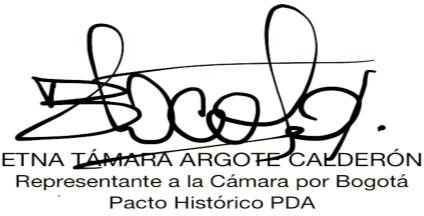 ETNA TÁMARA ARGOTE CALDERÓN
Representante a la Cámara por Bogotá
Pacto Histórico PDA